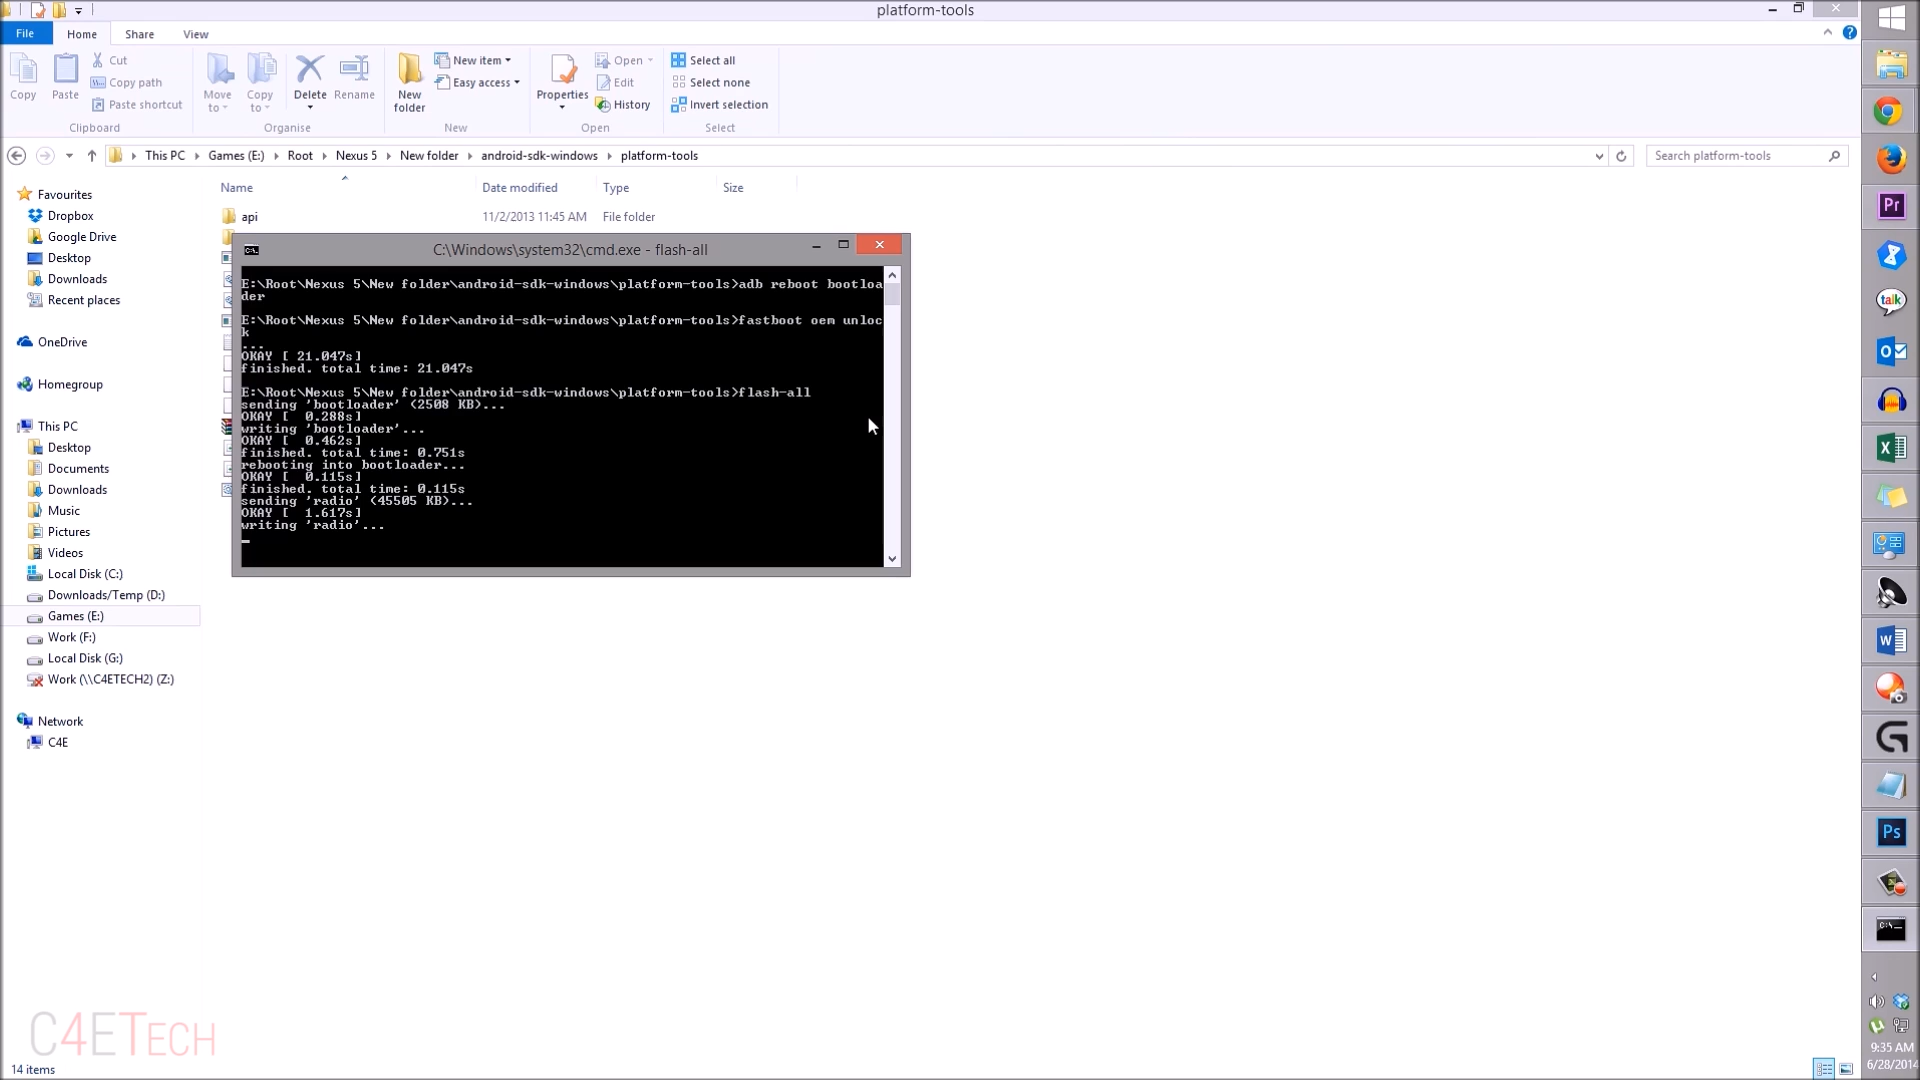 platform-tools
File
Home
Share
View
Copy
Paste
Cut
Copy path
Paste shortcut
Clipboard
Move to
Copy to
Delete
Rename
Organise
New folder
New item
Easy access
New
Properties
Open
Edit
History
Open
Select all
Select none
Invert selection
Select
This PC
Games (E:)
Root
Nexus 5
New folder
android-sdk-windows
platform-tools
Search platform-tools
Name
Date modified
Type
Size
api
11/2/2013 11:45 AM
File folder
Favourites
Dropbox
Google Drive
Desktop
Downloads
Recent places
OneDrive
Homegroup
This PC
Desktop
Documents
Downloads
Music
Pictures
Videos
Local Disk (C:)
Downloads/Temp (D:)
Games (E:)
Work (F:)
Local Disk (G:)
Work (\\C4ETECH2) (Z:)
Network
C4E
C:\Windows\system32\cmd.exe - flash-all
E:\Root\Nexus 5\New folder\android-sdk-windows\platform-tools>adb reboot bootloa
der
E:\Root\Nexus 5\New folder\android-sdk-windows\platform-tools>fastboot oem unloc
k
...
OKAY [ 21.047s]
finished. total time: 21.047s
E:\Root\Nexus 5\New folder\android-sdk-windows\platform-tools>flash-all
sending 'bootloader' (2508 KB)...
OKAY [  0.288s]
writing 'bootloader'...
OKAY [  0.462s]
finished. total time: 0.751s
rebooting into bootloader...
OKAY [  0.115s]
finished. total time: 0.115s
sending 'radio' (45505 KB)...
OKAY [  1.617s]
writing 'radio'...
Pr
talk
Ps
C4ETECH
14 items
9:35 AM
6/28/2014